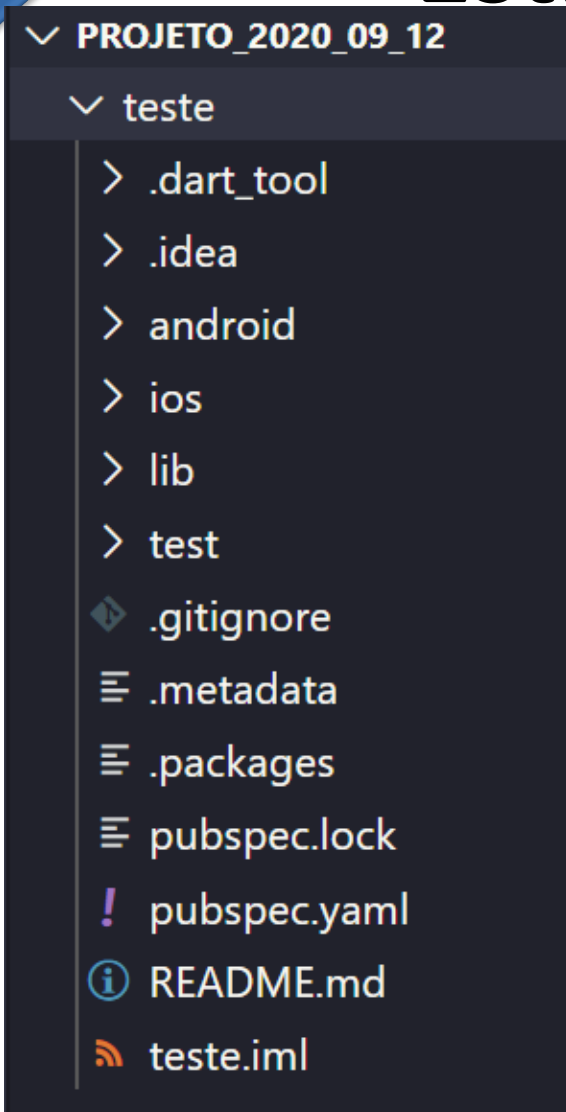 PROJETO_2020_09_12
teste
.dart_tool
.idea
android
ios
lib
test
.gitignore
.metadata
.packages
pubspec.lock
pubspec.yaml
README.md
teste.iml